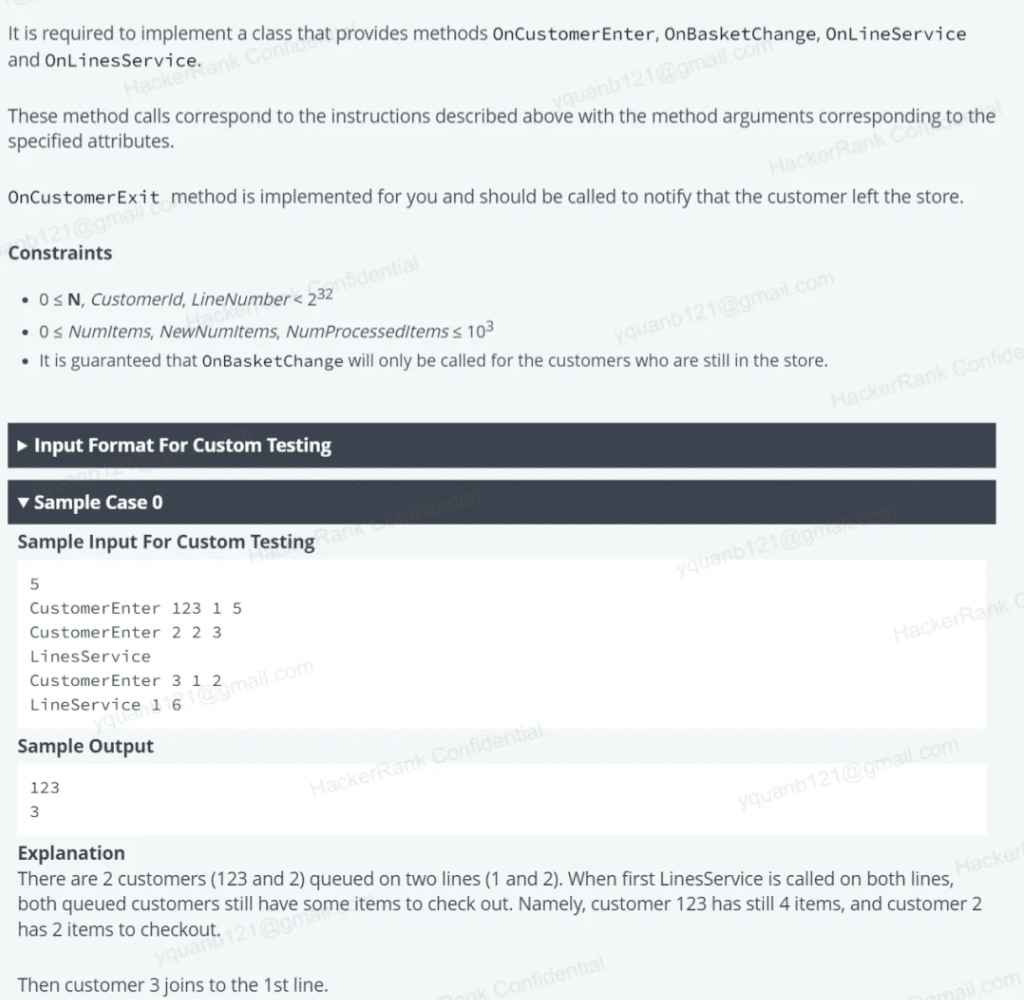 It is required to implement a class that provides methods OnCustomerEnter, OnBasketChange, OnLineService
and OnLinesService.
These method calls correspond to the instructions described above with the method arguments corresponding to the
specified attributes.
OnCustomerExit method is implemented for you and should be called to notify that the customer left the store.
Constraints
• 0 ≤ N, CustomerId, LineNumber < 2^32
• 0 ≤ NumItems, NewNumItems, NumProcessedItems ≤ 10^3
• It is guaranteed that OnBasketChange will only be called for the customers who are still in the store.
▶ Input Format For Custom Testing
▼ Sample Case 0
Sample Input For Custom Testing
5
CustomerEnter 123 1 5
CustomerEnter 2 2 3
LinesService
CustomerEnter 3 1 2
LineService 1 6
Sample Output
123
3
Explanation
There are 2 customers (123 and 2) queued on two lines (1 and 2). When first LinesService is called on both lines,
both queued customers still have some items to check out. Namely, customer 123 has still 4 items, and customer 2
has 2 items to checkout.
Then customer 3 joins to the 1st line.
HackerRank Confidential
yquanb121@gmail.com